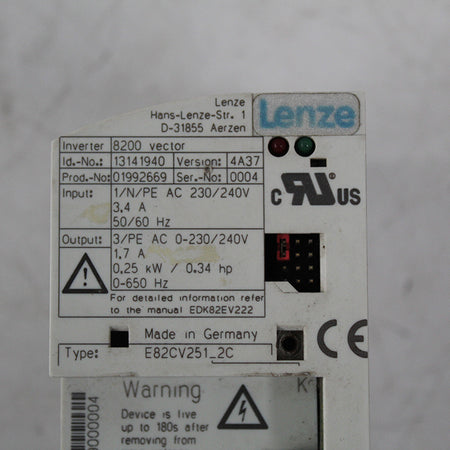 Lenze
Hans-Lenze-Str. 1
D-31855 Aerzen
Lenze
Inverter 8200 vector
Id.-No.: 13141940 Version: 4A37
Prod.-No: 01992669 Ser.-No: 0004
Input: 1/N/PE AC 230/240V
3,4 A
50/60 Hz
Output: 3/PE AC 0-230/240V
1,7 A
0,25 kW / 0.34 hp
0-650 Hz
For detailed information refer
to the manual EDK82EV222
c RU US
Made in Germany
CE
Type: E82CV251_2C
Warning
Device is live
up to 180s after
removing from